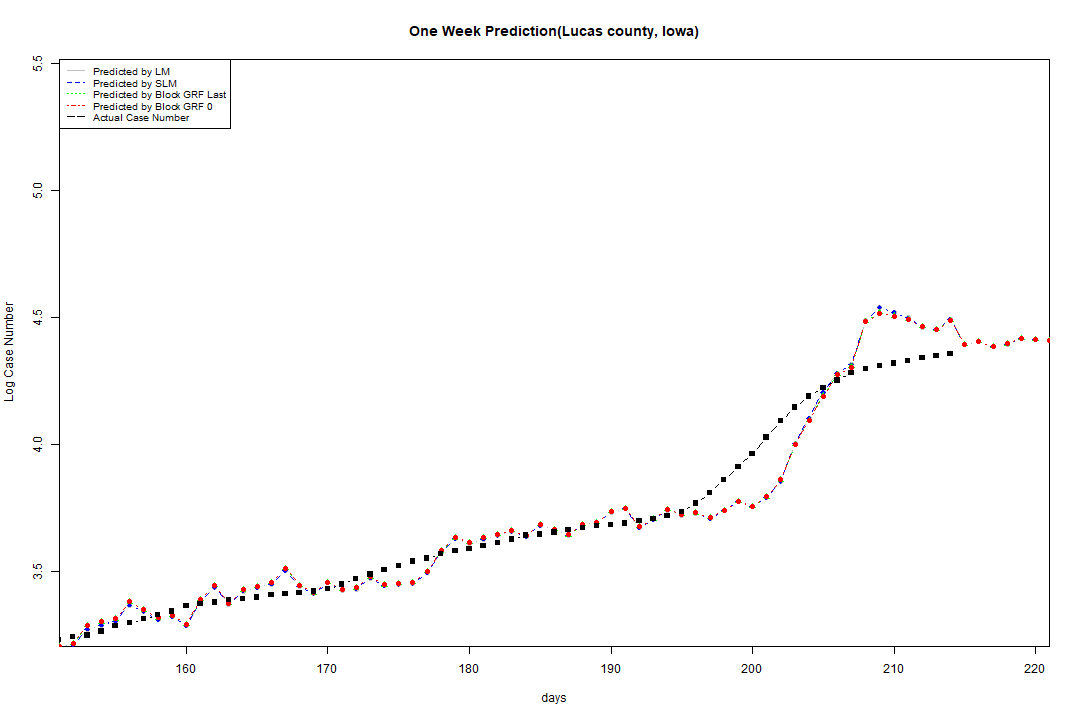 One Week Prediction(Lucas county, Iowa)
Predicted by LM
Predicted by SLM
Predicted by Block GRF Last
Predicted by Block GRF 0
Actual Case Number
5.5
5.0
4.5
4.0
3.5
Log Case Number
160 170 180 190 200 210 220
days